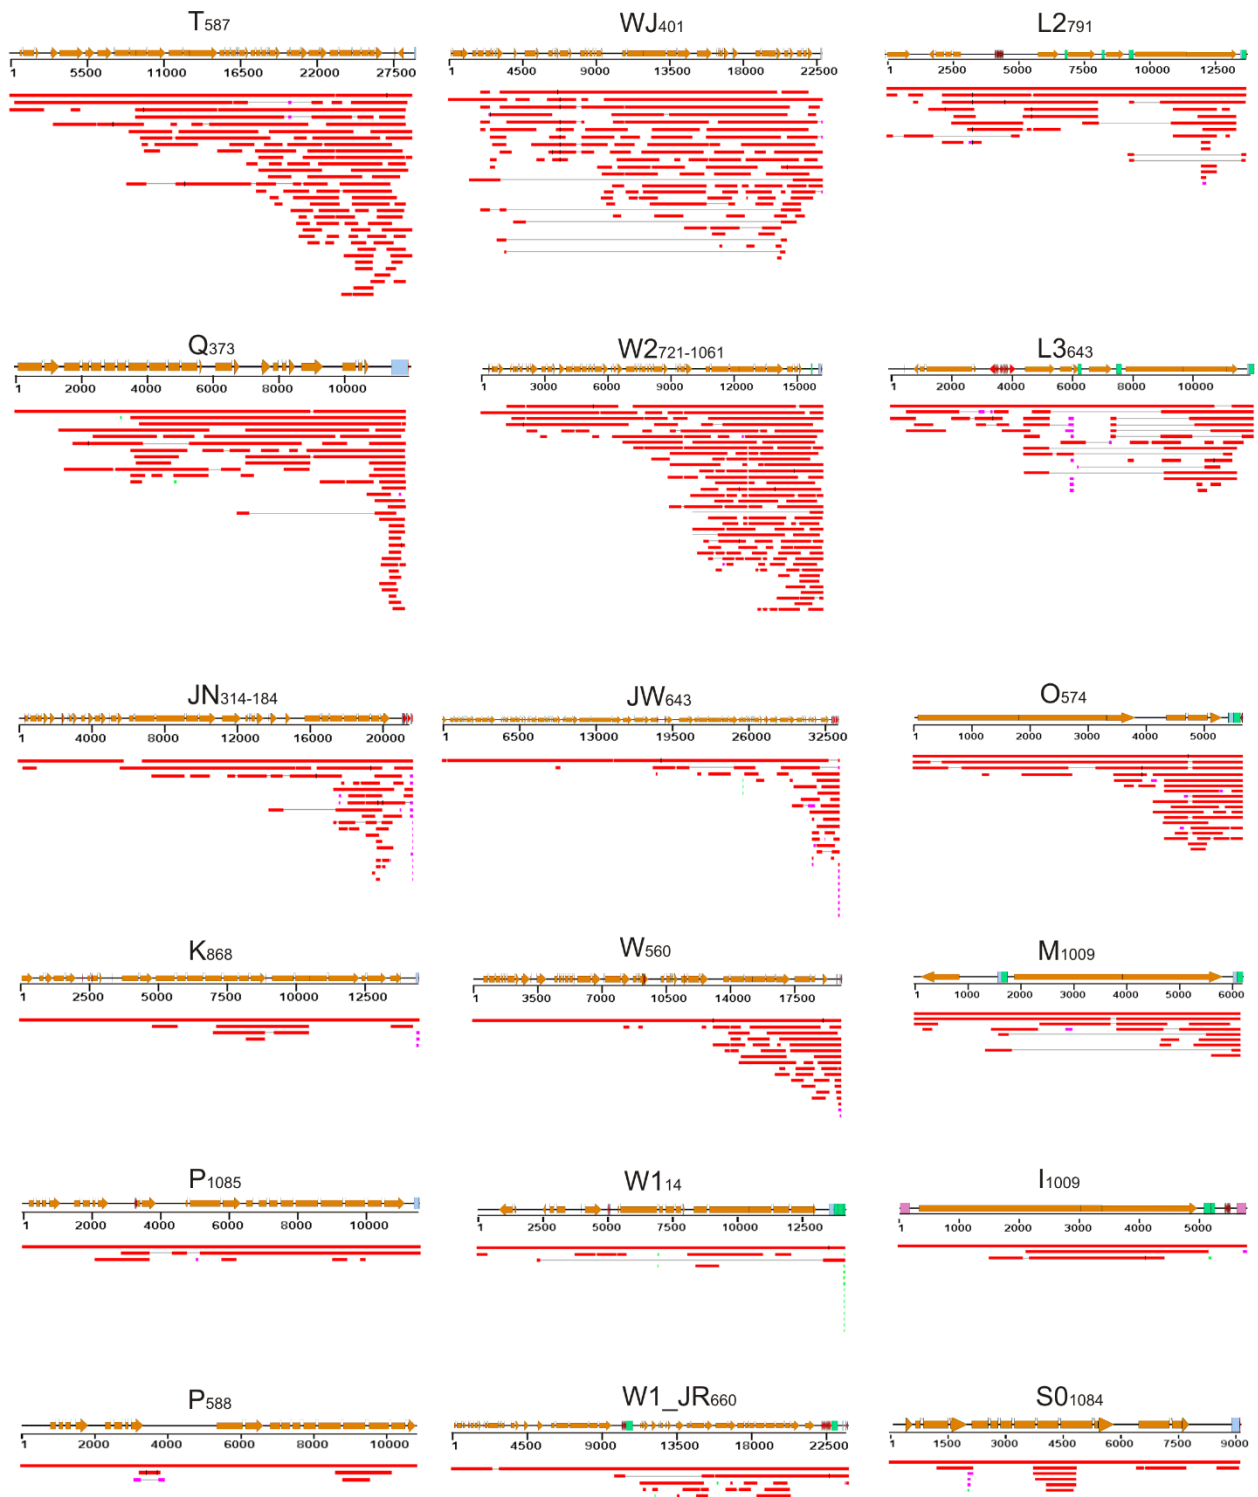 T587 WJ401 L2791
1 5500 11000 16500 22000 27500 1 4500 9000 13500 18000 22500 1 2500 5000 7500 10000 12500
Q373 W2721-1061 L3643
1 2000 4000 6000 8000 10000 1 3000 6000 9000 12000 15000 1 2000 4000 6000 8000 10000
JN314-184 JW643 O574
1 4000 8000 12000 16000 20000 1 6500 13000 19500 26000 32500 1 1000 2000 3000 4000 5000
K868 W560 M1009
1 2500 5000 7500 10000 12500 1 3500 7000 10500 14000 17500 1 1000 2000 3000 4000 5000 6000
P1085 W114 I1009
1 2000 4000 6000 8000 10000 1 2500 5000 7500 10000 12500 1 1000 2000 3000 4000 5000
P588 W1_JR660 S01084
1 2000 4000 6000 8000 10000 1 4500 9000 13500 18000 22500 1 1500 3000 4500 6000 7500 9000